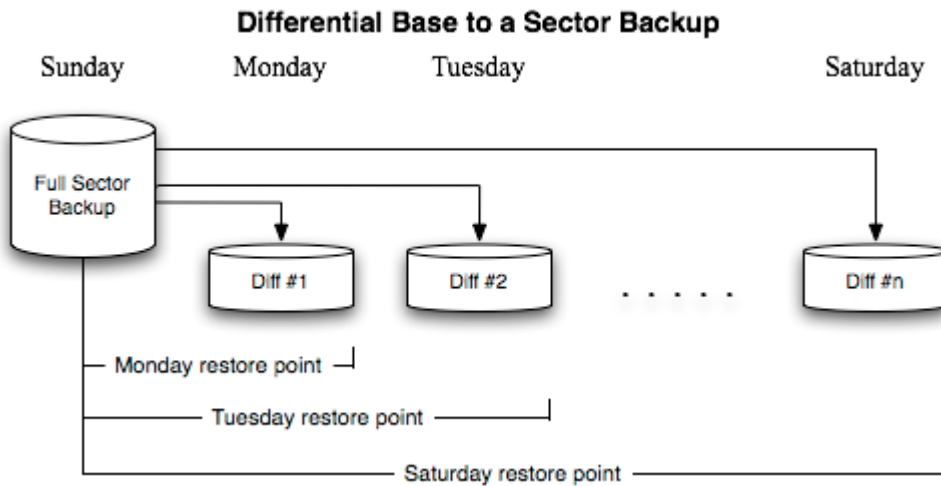 Differential Base to a Sector Backup
Sunday Monday Tuesday Saturday
Full Sector
Backup
Diff #1 Diff #2 . . . . . Diff #n
Monday restore point
Tuesday restore point
Saturday restore point